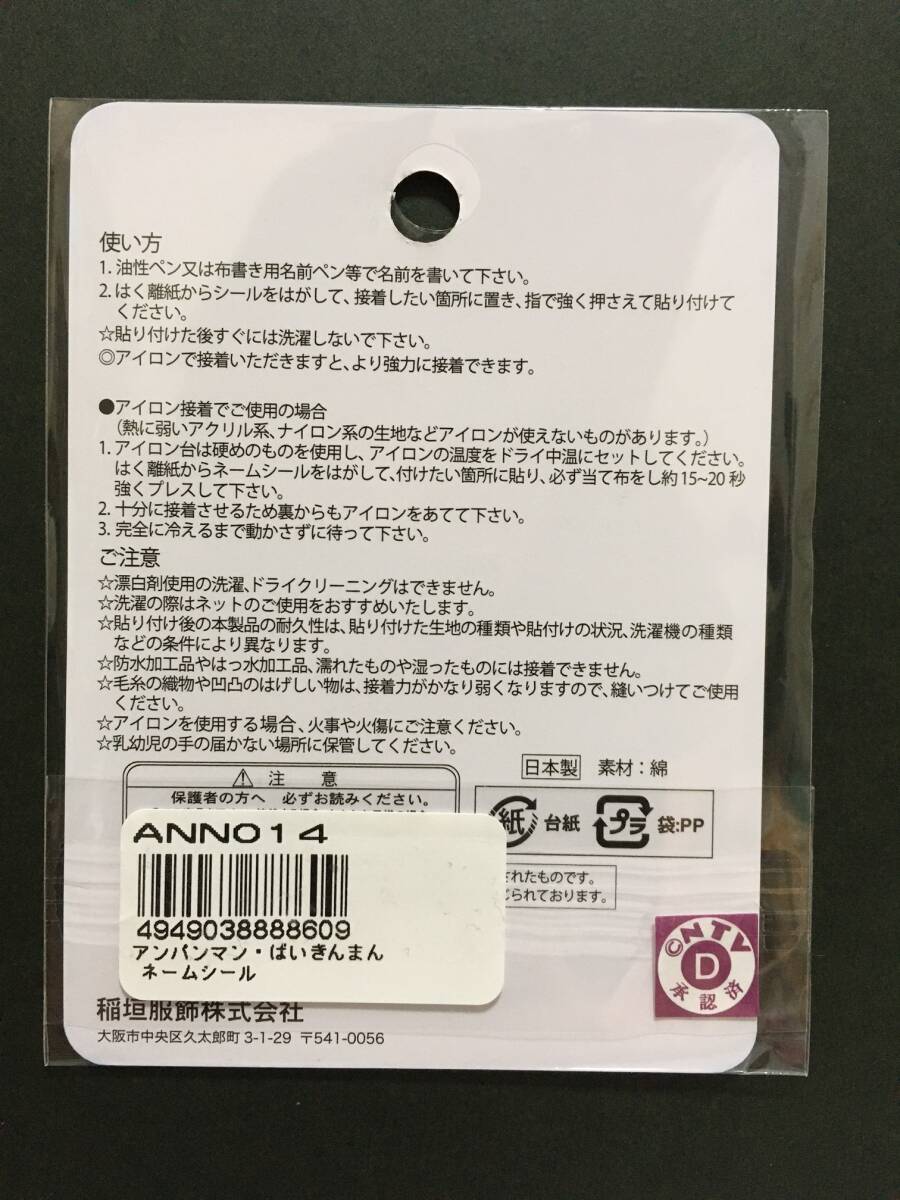 使い方
1. 油性ペン又は布書き用名前ペン等で名前を書いて下さい。
2. はく離紙からシールをはがして、接着したい箇所に置き、指で強く押さえて貼り付けて
ください。
☆貼り付けた後すぐには洗濯しないで下さい。
◎アイロンで接着いただきますと、より強力に接着できます。
●アイロン接着でご使用の場合
（熱に弱いアクリル系、ナイロン系の生地などアイロンが使えないものがあります。）
1. アイロン台は硬めのものを使用し、アイロンの温度をドライ中温にセットしてください。
はく離紙からネームシールをはがして、付けたい箇所に貼り、必ず当て布をし約15~20秒
強くプレスして下さい。
2. 十分に接着させるため裏からもアイロンをあてて下さい。
3. 完全に冷えるまで動かさずに待って下さい。
ご注意
☆漂白剤使用の洗濯、ドライクリーニングはできません。
☆洗濯の際はネットのご使用をおすすめいたします。
☆貼り付け後の本製品の耐久性は、貼り付けた生地の種類や貼付けの状況、洗濯機の種類
などの条件により異なります。
☆防水加工品やはっ水加工品、濡れたものや湿ったものには接着できません。
☆毛糸の織物や凹凸のはげしい物は、接着力がかなり弱くなりますので、縫いつけてご使用
ください。
☆アイロンを使用する場合、火事や火傷にご注意ください。
☆乳幼児の手の届かない場所に保管してください。
日本製 素材：綿
⚠ 注 意
保護者の方へ 必ずお読みください。
紙 台紙 プラ 袋:PP
されたものです。
じられております。
ANN014
4949038888609
アンパンマン・ばいきんまん
ネームシール
©NTV
D
承認済
稲垣服飾株式会社
大阪市中央区久太郎町 3-1-29 〒541-0056